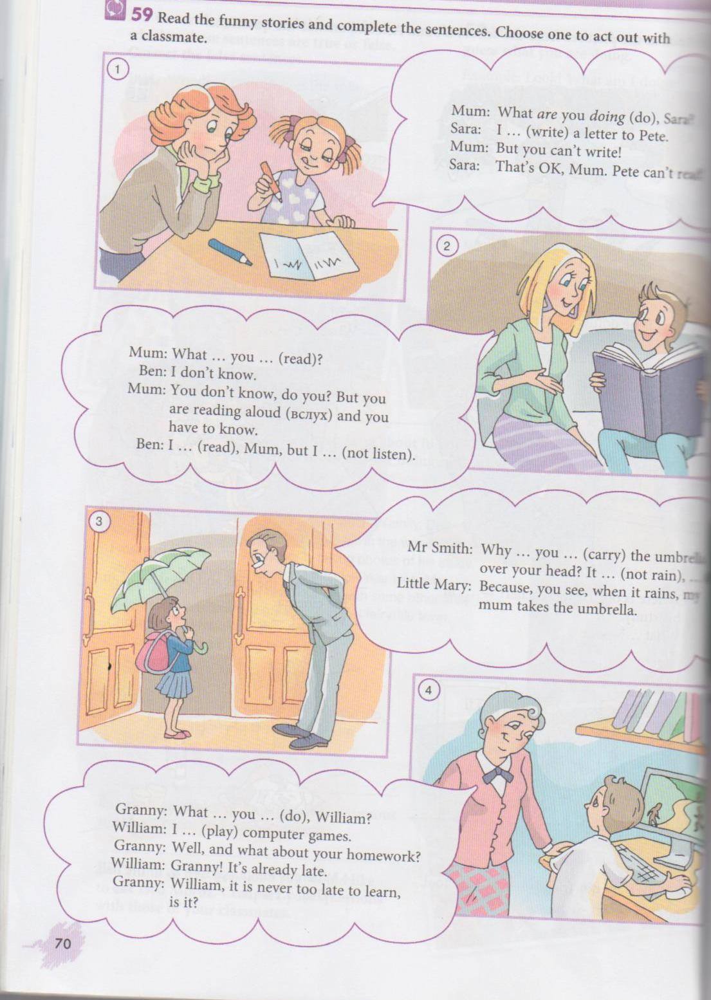 59 Read the funny stories and complete the sentences. Choose one to act out with
a classmate.
1
Mum: What are you doing (do), Sara?
Sara: I ... (write) a letter to Pete.
Mum: But you can't write!
Sara: That's OK, Mum. Pete can't read
2
Mum: What ... you ... (read)?
Ben: I don't know.
Mum: You don't know, do you? But you
are reading aloud (вслух) and you
have to know.
Ben: I ... (read), Mum, but I ... (not listen).
3
Mr Smith: Why ... you ... (carry) the umbrella
over your head? It ... (not rain), ...
Little Mary: Because, you see, when it rains, my
mum takes the umbrella.
4
Granny: What ... you ... (do), William?
William: I ... (play) computer games.
Granny: Well, and what about your homework?
William: Granny! It's already late.
Granny: William, it is never too late to learn,
is it?
70